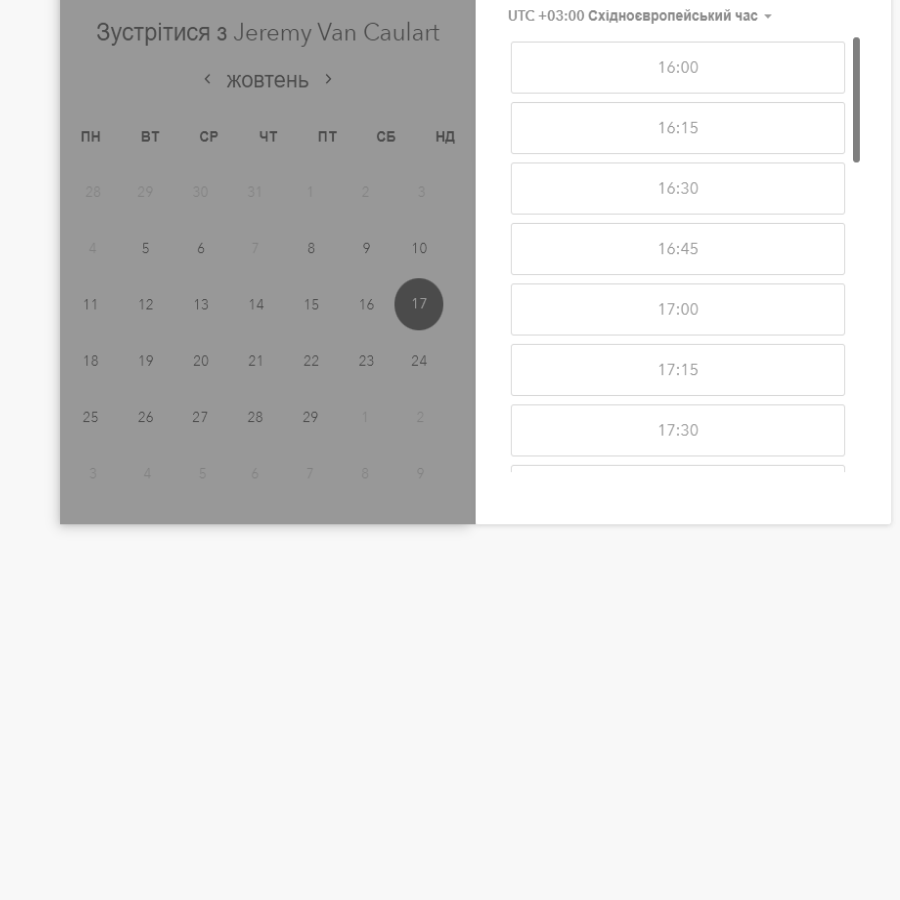 Зустрітися з Jeremy Van Caulart
‹ жовтень ›
ПН ВТ СР ЧТ ПТ СБ НД
28 29 30 31 1 2 3
4 5 6 7 8 9 10
11 12 13 14 15 16 17
18 19 20 21 22 23 24
25 26 27 28 29 1 2
3 4 5 6 7 8 9
UTC +03:00 Східноєвропейський час
16:00
16:15
16:30
16:45
17:00
17:15
17:30